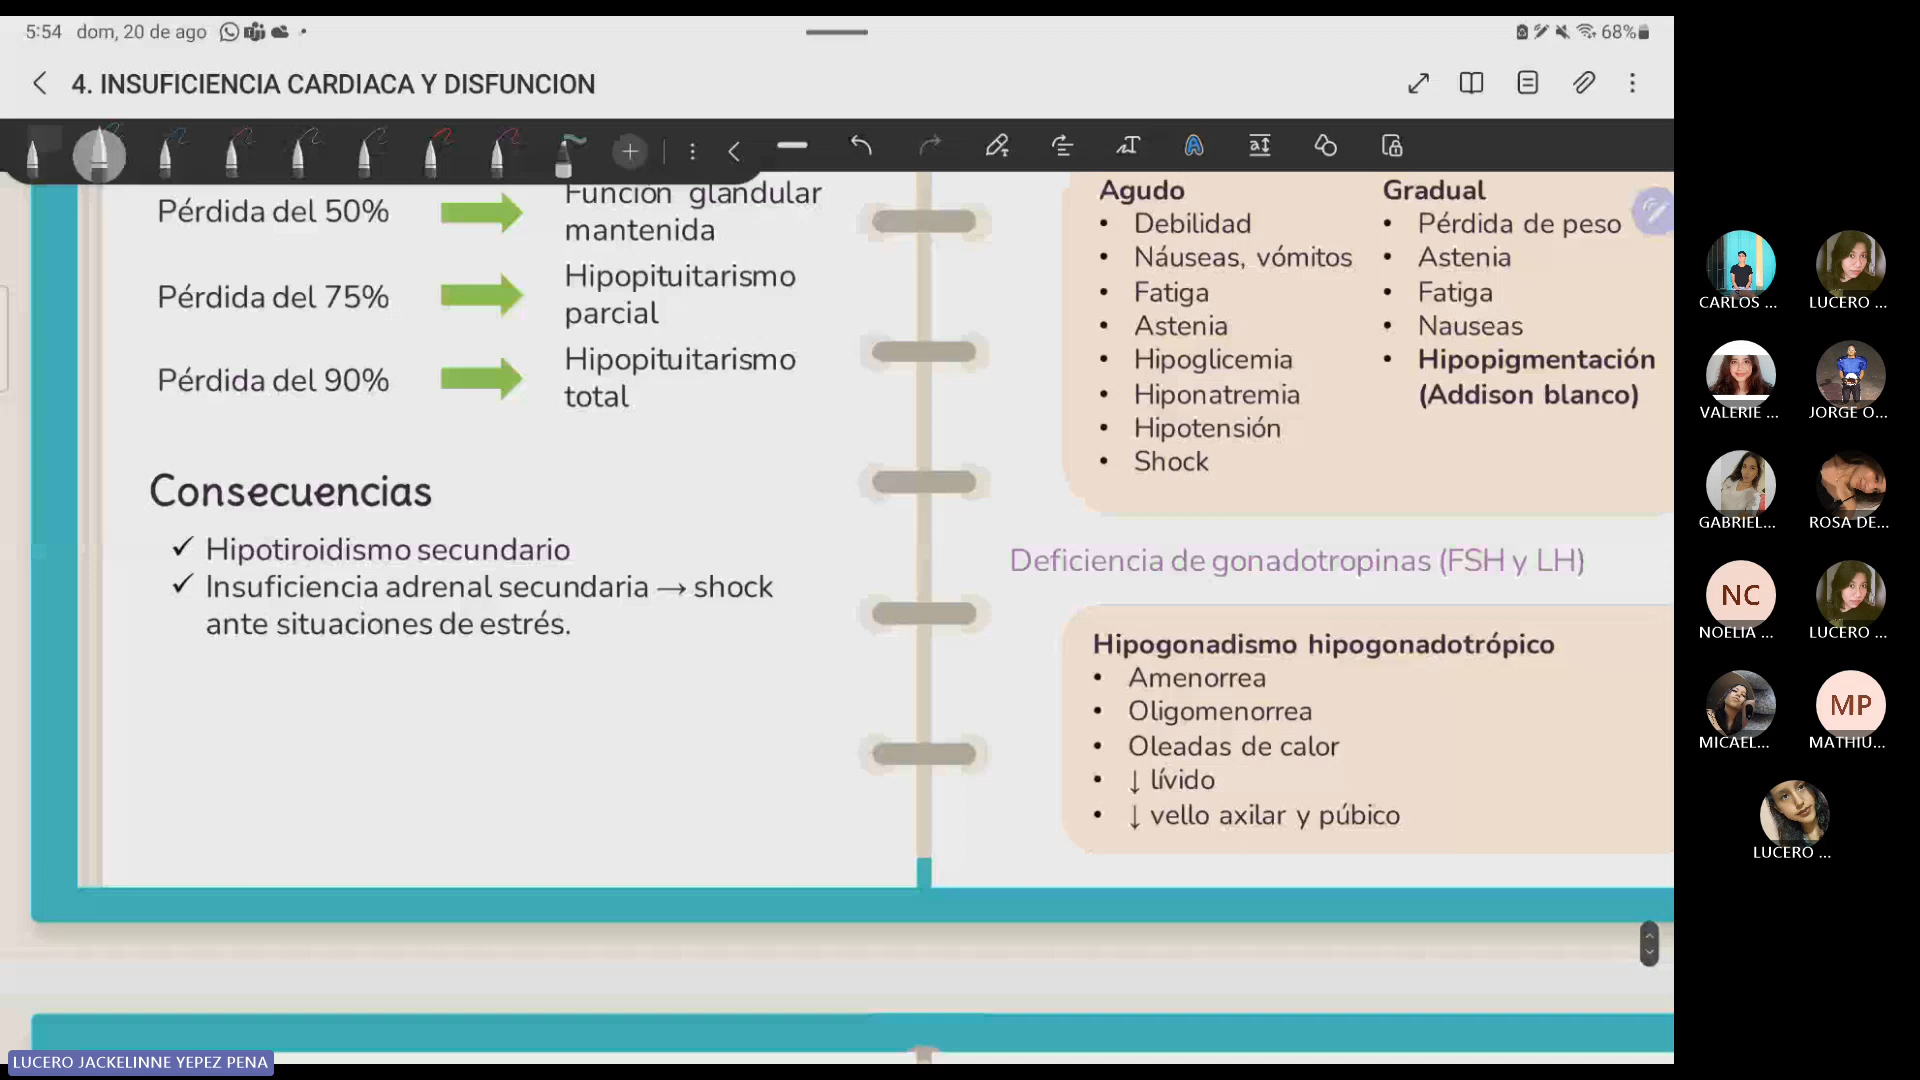 5:54 dom, 20 de ago
68%
4. INSUFICIENCIA CARDIACA Y DISFUNCION
Pérdida del 50%
Función glandular
mantenida
Pérdida del 75%
Hipopituitarismo
parcial
Pérdida del 90%
Hipopituitarismo
total
Consecuencias
✓ Hipotiroidismo secundario
✓ Insuficiencia adrenal secundaria → shock
ante situaciones de estrés.
Agudo
• Debilidad
• Náuseas, vómitos
• Fatiga
• Astenia
• Hipoglicemia
• Hiponatremia
• Hipotensión
• Shock
Gradual
• Pérdida de peso
• Astenia
• Fatiga
• Nauseas
• Hipopigmentación
(Addison blanco)
Deficiencia de gonadotropinas (FSH y LH)
Hipogonadismo hipogonadotrópico
• Amenorrea
• Oligomenorrea
• Oleadas de calor
• ↓ lívido
• ↓ vello axilar y púbico
CARLOS ...
LUCERO ...
VALERIE ...
JORGE O...
GABRIEL...
ROSA DE...
NC
NOELIA ...
LUCERO ...
MICAEL...
MP
MATHIU...
LUCERO ...
LUCERO JACKELINNE YEPEZ PENA